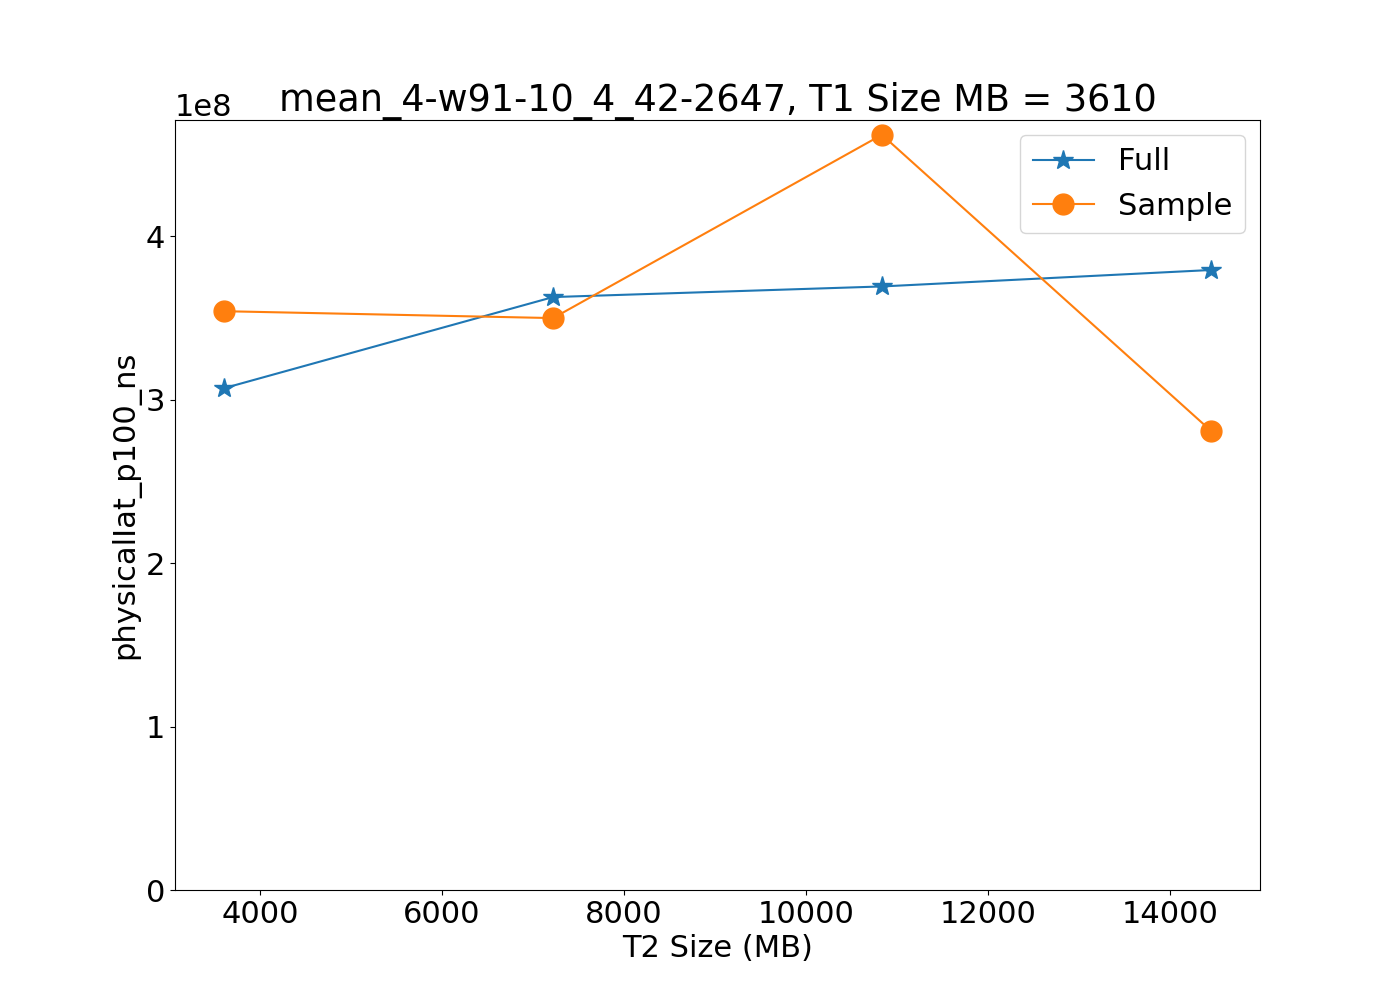 mean_4-w91-10_4_42-2647, T1 Size MB = 3610
1e8
Full
Sample
4
3
2
1
0
physicallat_p100_ns
4000 6000 8000 10000 12000 14000
T2 Size (MB)